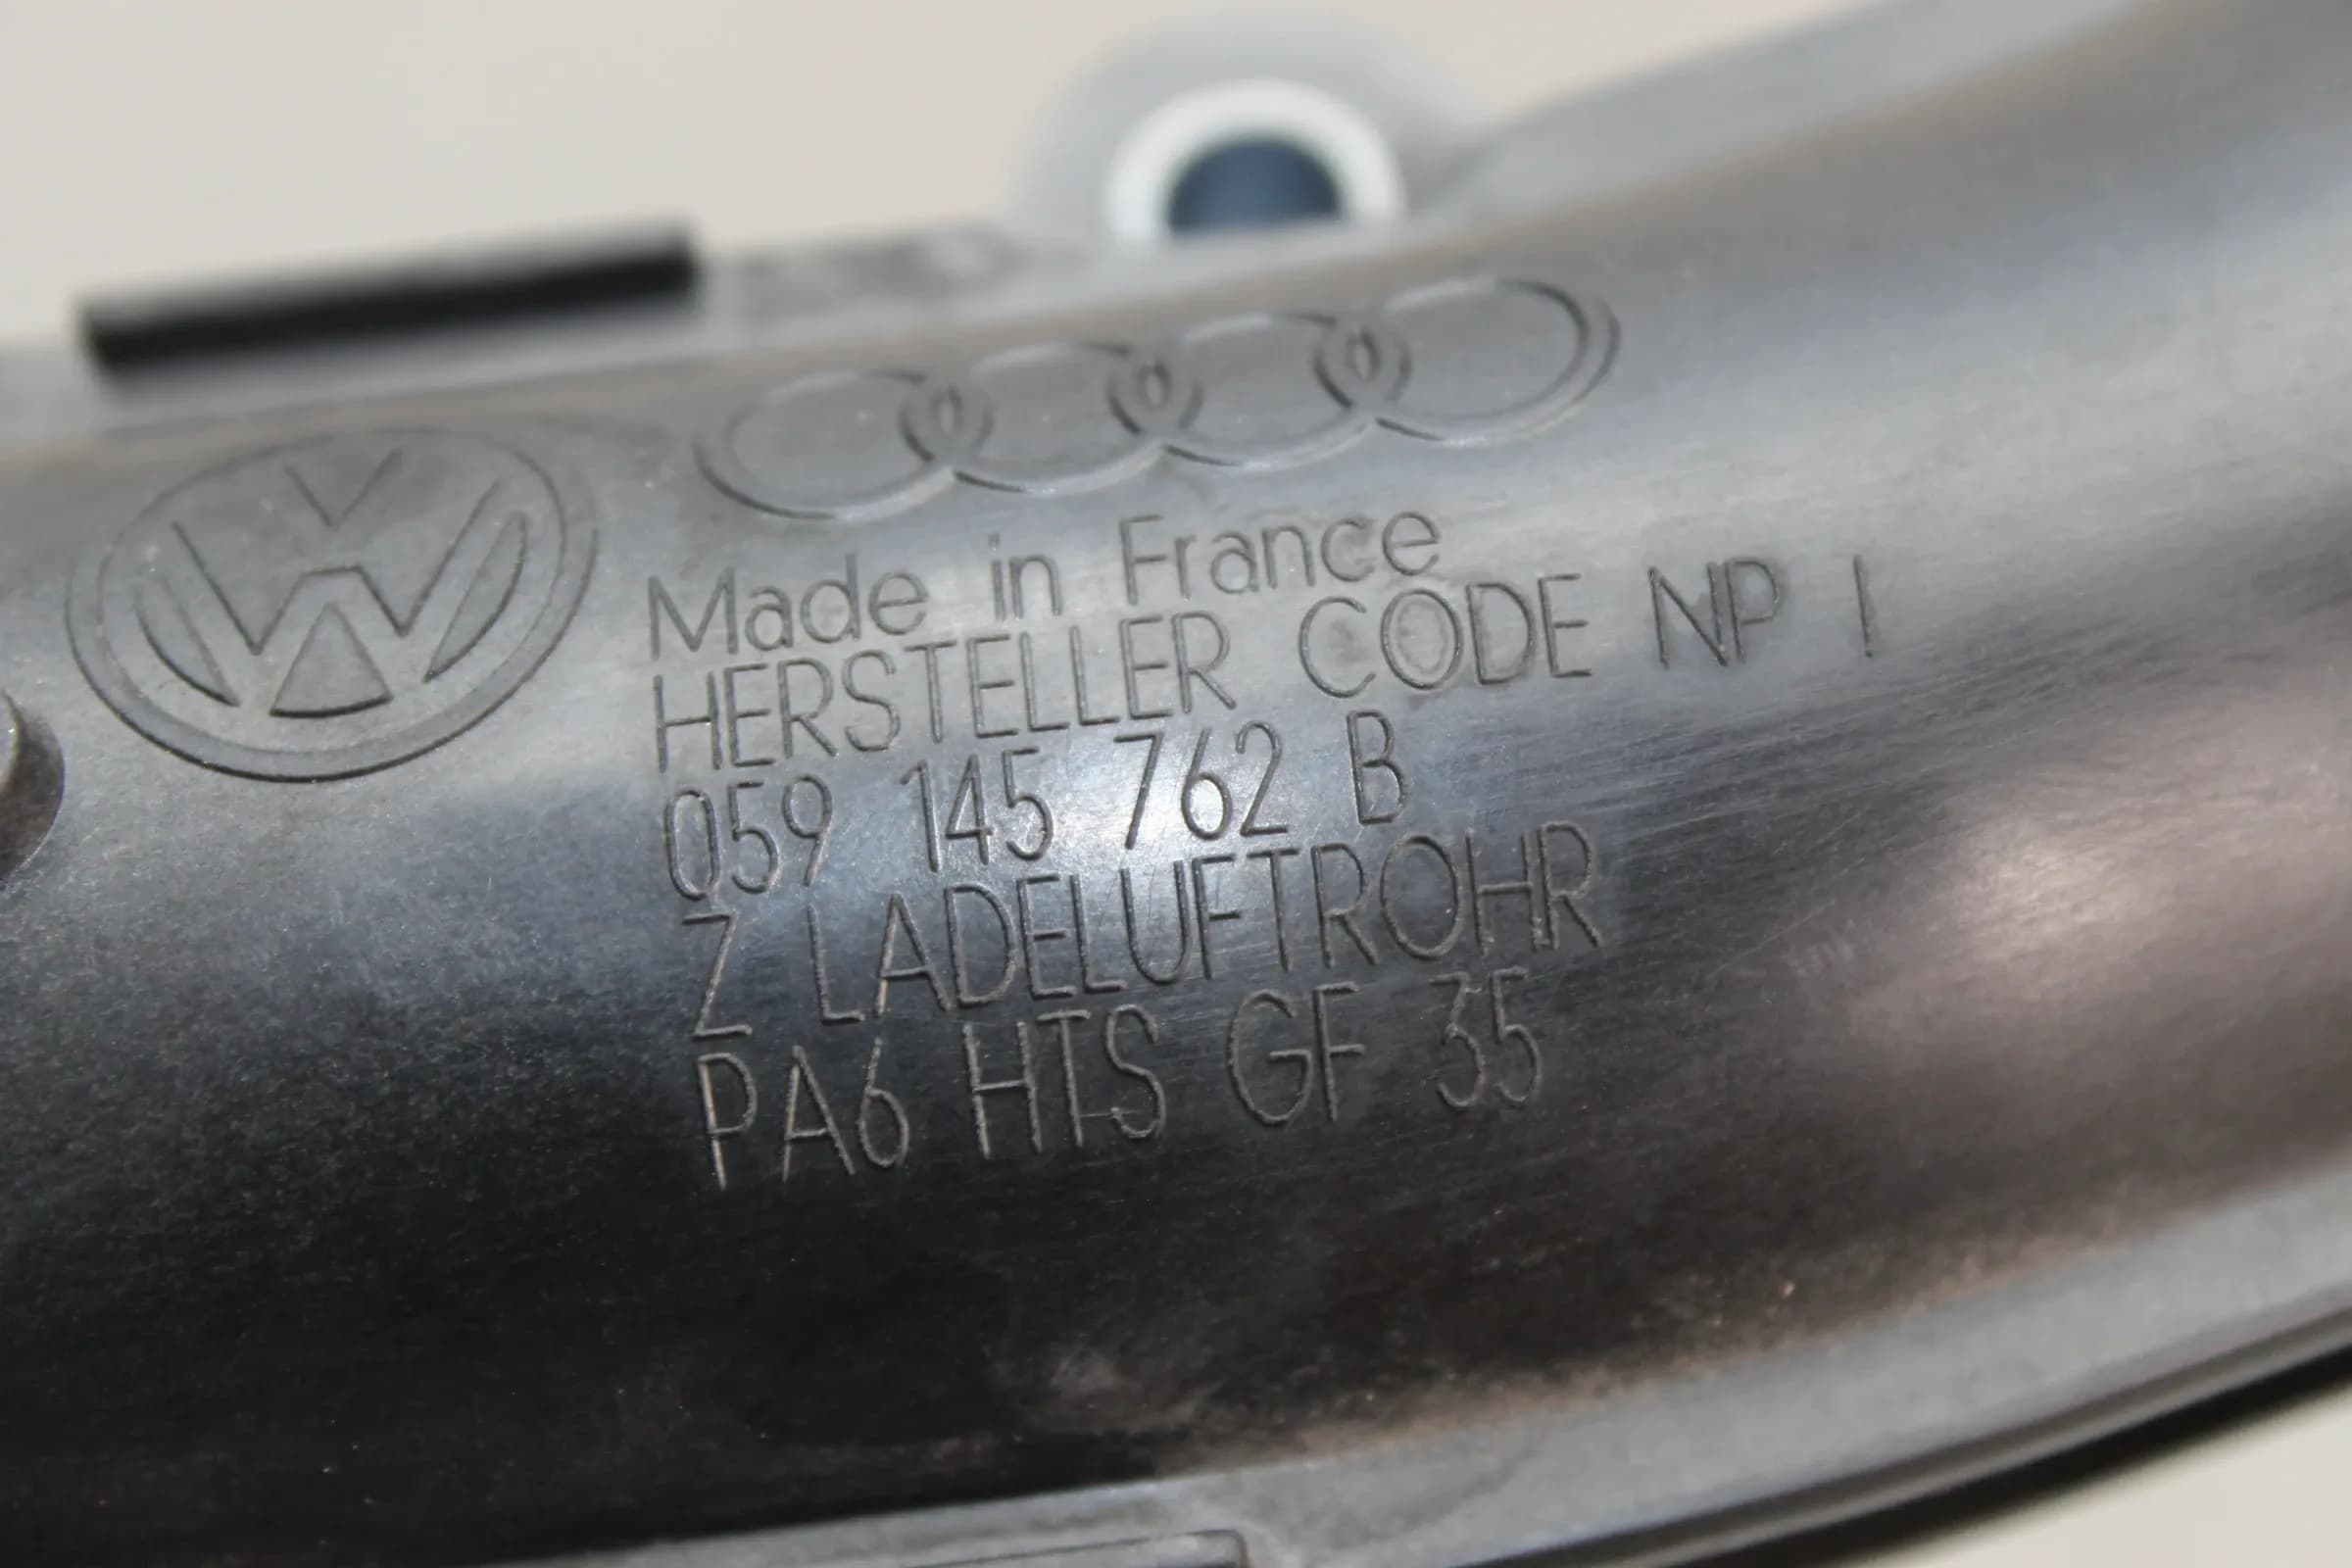 Made in France
HERSTELLER CODE NP I
059 145 762 B
Z LADELUFTROHR
PA6 HTS GF 35